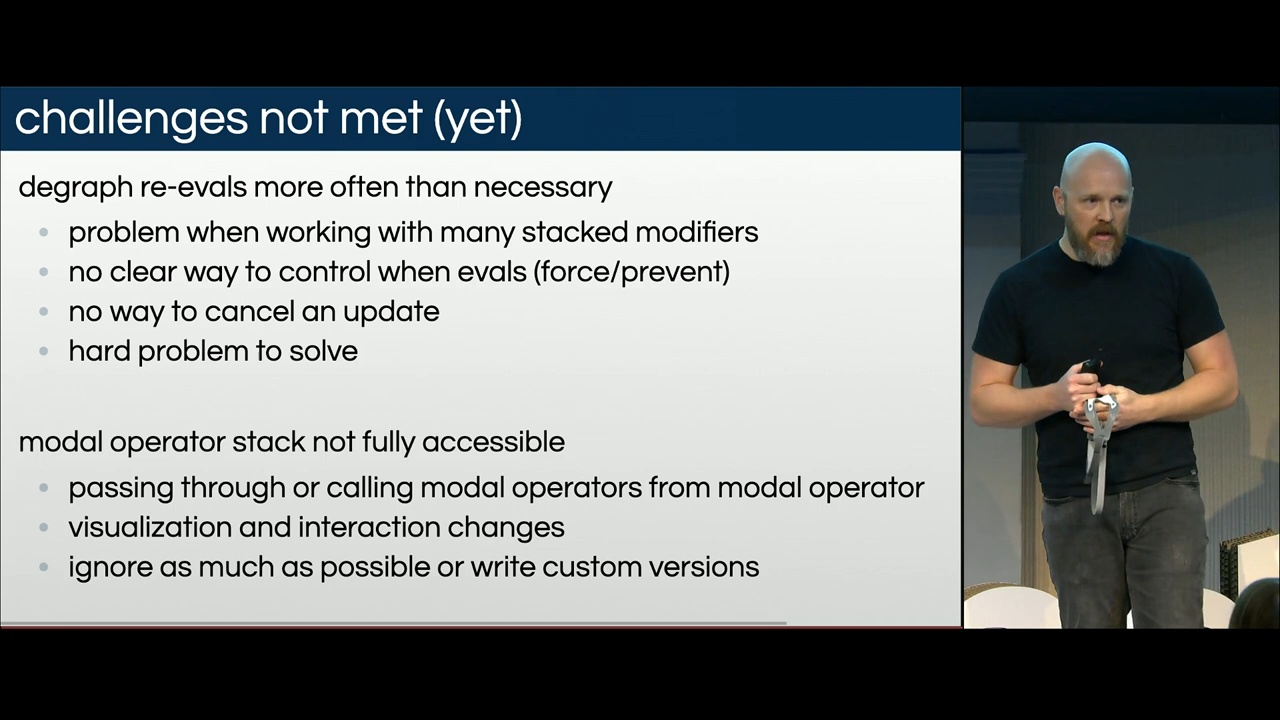 challenges not met (yet)
degraph re-evals more often than necessary
problem when working with many stacked modifiers
no clear way to control when evals (force/prevent)
no way to cancel an update
hard problem to solve
modal operator stack not fully accessible
passing through or calling modal operators from modal operator
visualization and interaction changes
ignore as much as possible or write custom versions